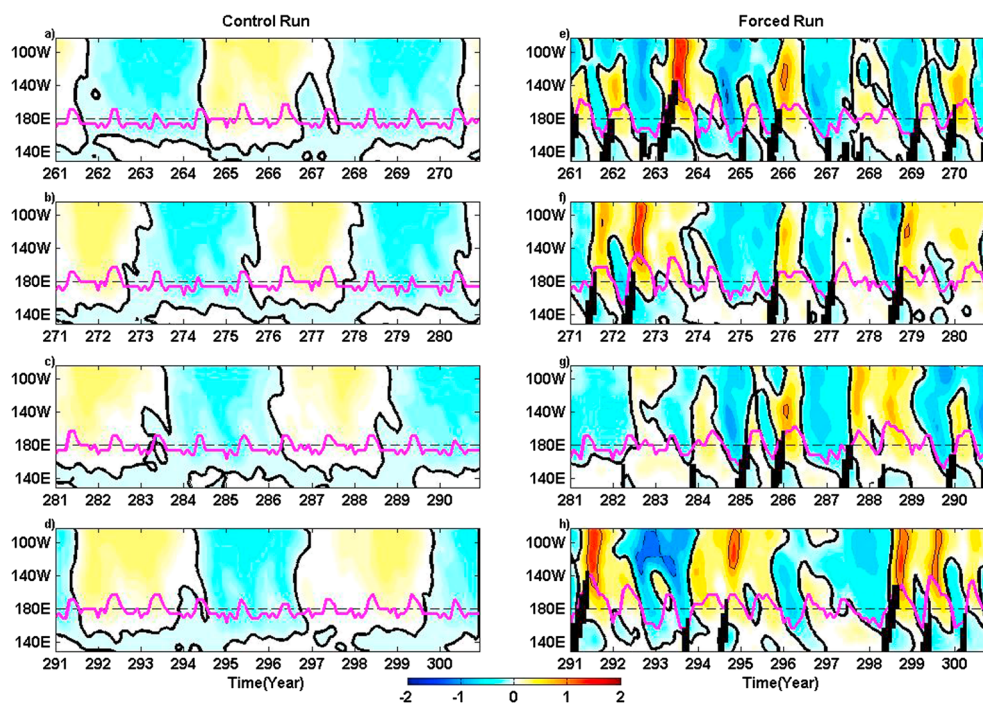 Control Run
Forced Run
a)
100W
140W
180E
140E
261 262 263 264 265 266 267 268 269 270
e)
100W
140W
180E
140E
261 262 263 264 265 266 267 268 269 270
b)
100W
140W
180E
140E
271 272 273 274 275 276 277 278 279 280
f)
100W
140W
180E
140E
271 272 273 274 275 276 277 278 279 280
c)
100W
140W
180E
140E
281 282 283 284 285 286 287 288 289 290
g)
100W
140W
180E
140E
281 282 283 284 285 286 287 288 289 290
d)
100W
140W
180E
140E
291 292 293 294 295 296 297 298 299 300
Time(Year)
h)
100W
140W
180E
140E
291 292 293 294 295 296 297 298 299 300
Time(Year)
-2 -1 0 1 2